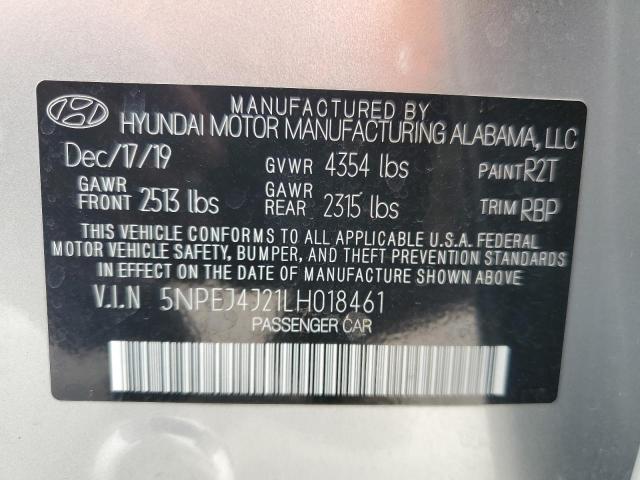 MANUFACTURED BY
HYUNDAI MOTOR MANUFACTURING ALABAMA, LLC
Dec/17/19 GVWR 4354 lbs PAINT R2T
GAWR FRONT 2513 lbs GAWR REAR 2315 lbs TRIM RBP
THIS VEHICLE CONFORMS TO ALL APPLICABLE U.S.A. FEDERAL
MOTOR VEHICLE SAFETY, BUMPER, AND THEFT PREVENTION STANDARDS
IN EFFECT ON THE DATE OF MANUFACTURE SHOWN ABOVE.
V.I.N 5NPEJ4J21LH018461
PASSENGER CAR